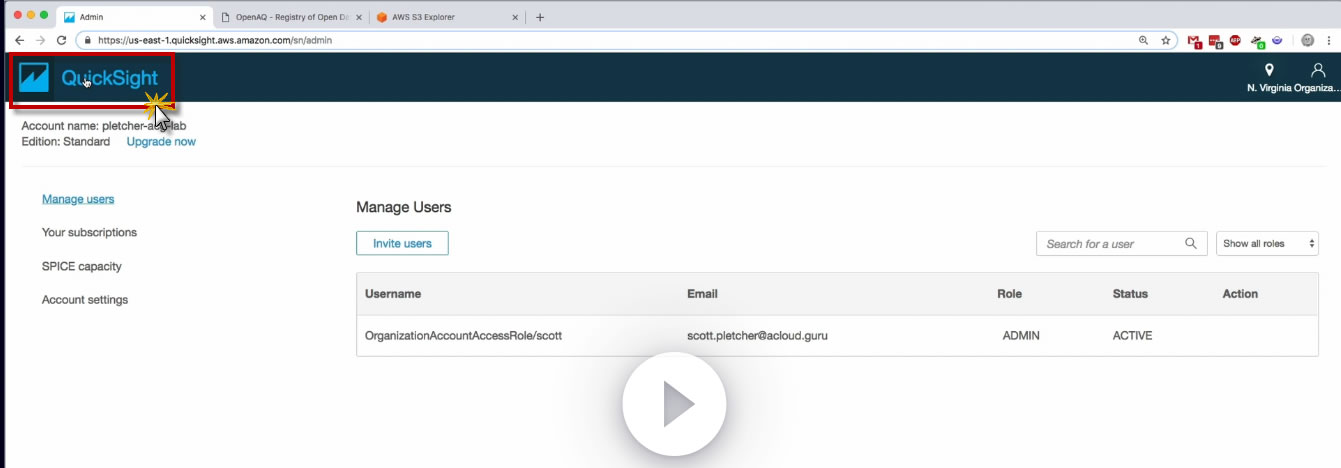 Admin
OpenAQ - Registry of Open D
AWS S3 Explorer
https://us-east-1.quicksight.aws.amazon.com/sn/admin
QuickSight
N. Virginia Organiza...
Account name: pletcher- -lab
Edition: Standard Upgrade now
Manage users
Your subscriptions
SPICE capacity
Account settings
Manage Users
Invite users
Search for a user
Show all roles
Username Email Role Status Action
OrganizationAccountAccessRole/scott scott.pletcher@acloud.guru ADMIN ACTIVE